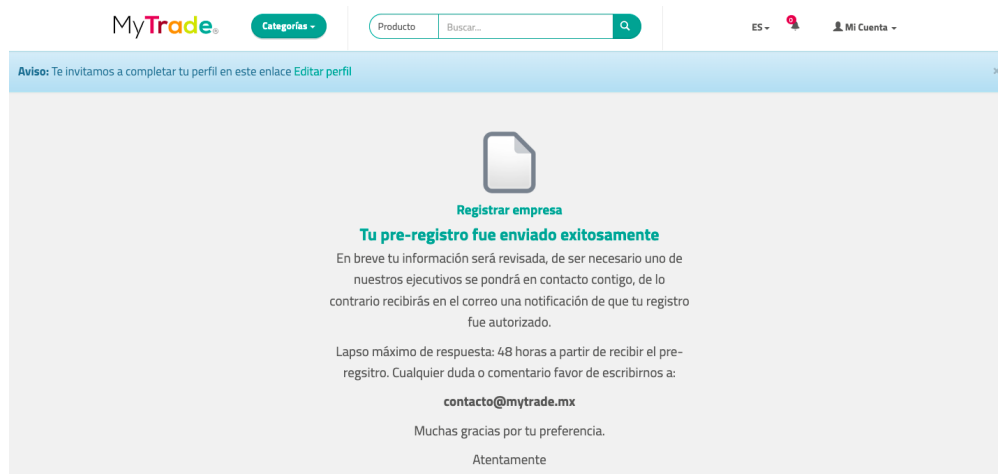 MyTrade®
Categorías
Producto
Buscar...
ES
0
Mi Cuenta
Aviso: Te invitamos a completar tu perfil en este enlace Editar perfil
×
Registrar empresa
Tu pre-registro fue enviado exitosamente
En breve tu información será revisada, de ser necesario uno de
nuestros ejecutivos se pondrá en contacto contigo, de lo
contrario recibirás en el correo una notificación de que tu registro
fue autorizado.
Lapso máximo de respuesta: 48 horas a partir de recibir el pre-
regsitro. Cualquier duda o comentario favor de escribirnos a:
contacto@mytrade.mx
Muchas gracias por tu preferencia.
Atentamente